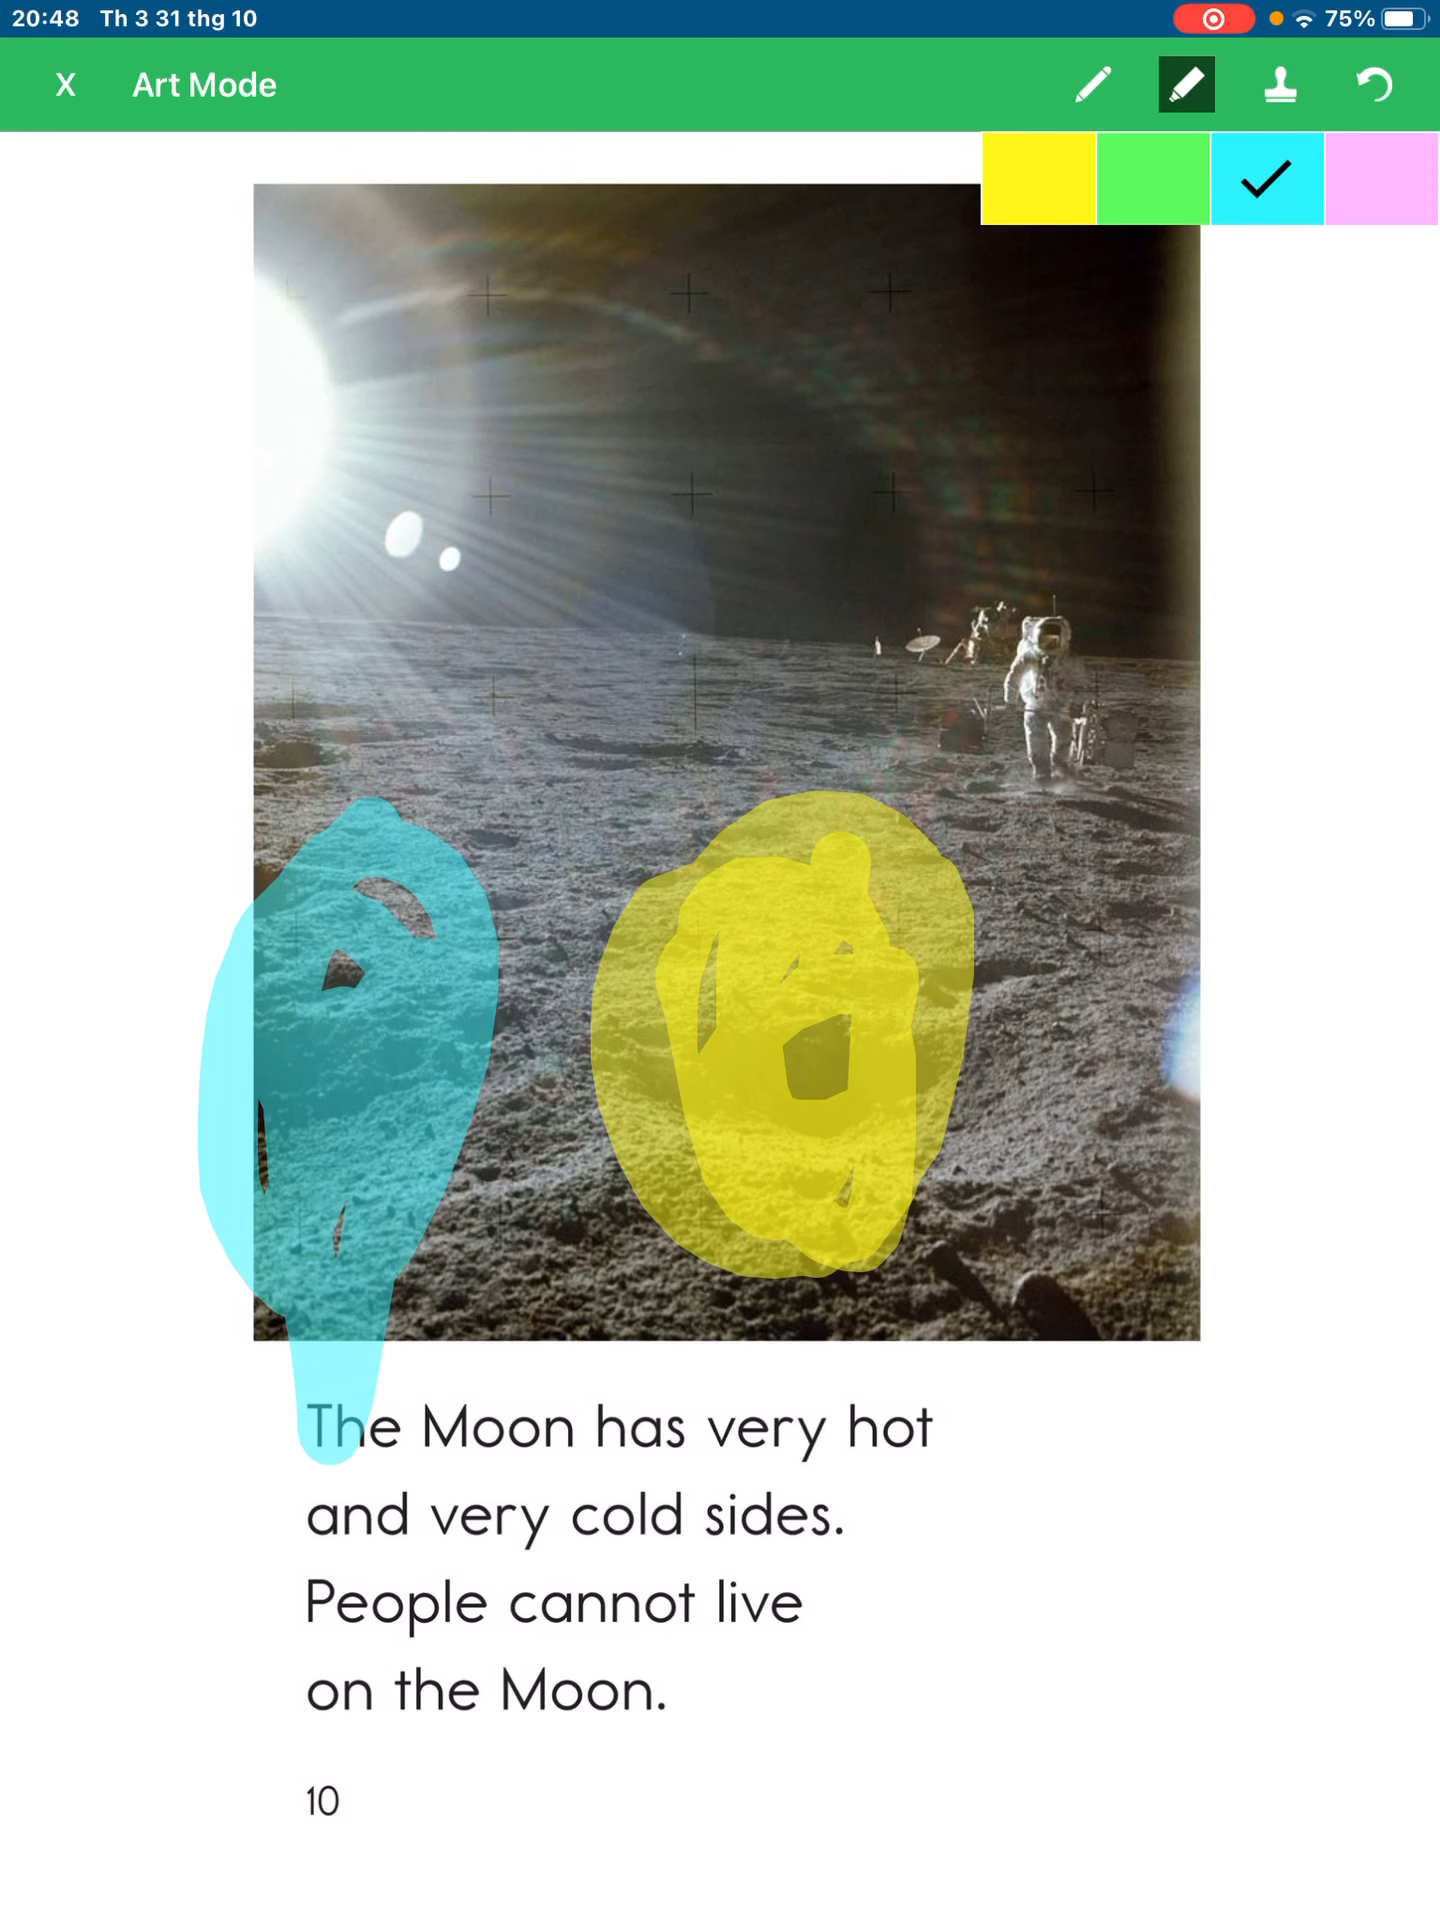 20:48 Th 3 31 thg 10 75%
X Art Mode
The Moon has very hot
and very cold sides.
People cannot live
on the Moon.
10